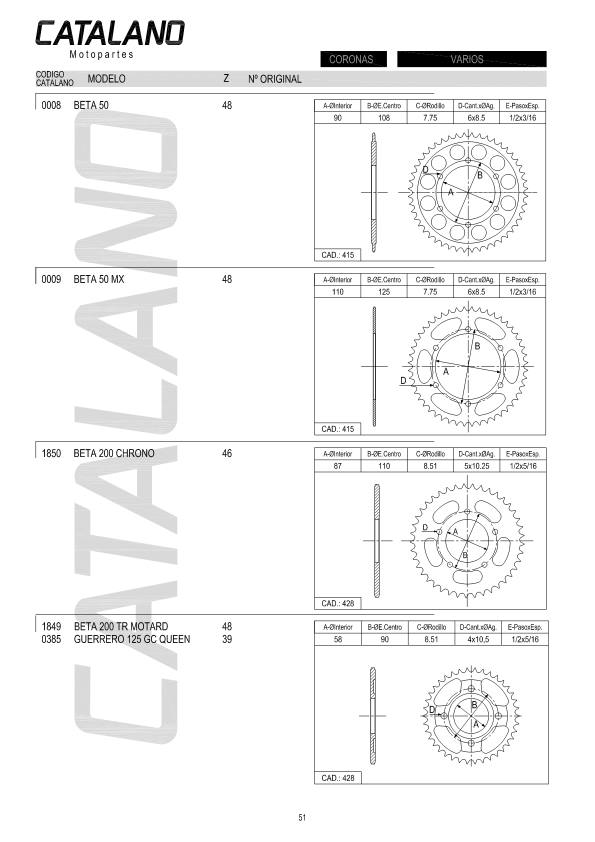 CATALANO
Motopartes
CORONAS VARIOS
CODIGO CATALANO MODELO Z Nº ORIGINAL
0008 BETA 50 48
A-ØInterior B-ØE.Centro C-ØRodillo D-Cant.xØAg. E-PasoxEsp.
90 108 7.75 6x8.5 1/2x3/16
D
B
A
CAD.: 415
0009 BETA 50 MX 48
A-ØInterior B-ØE.Centro C-ØRodillo D-Cant.xØAg. E-PasoxEsp.
110 125 7.75 6x8.5 1/2x3/16
B
A
D
CAD.: 415
1850 BETA 200 CHRONO 46
A-ØInterior B-ØE.Centro C-ØRodillo D-Cant.xØAg. E-PasoxEsp.
87 110 8.51 5x10.25 1/2x5/16
D
A
B
CAD.: 428
1849 BETA 200 TR MOTARD 48
0385 GUERRERO 125 GC QUEEN 39
A-ØInterior B-ØE.Centro C-ØRodillo D-Cant.xØAg. E-PasoxEsp.
58 90 8.51 4x10,5 1/2x5/16
B
D
A
CAD.: 428
CATALANO
51